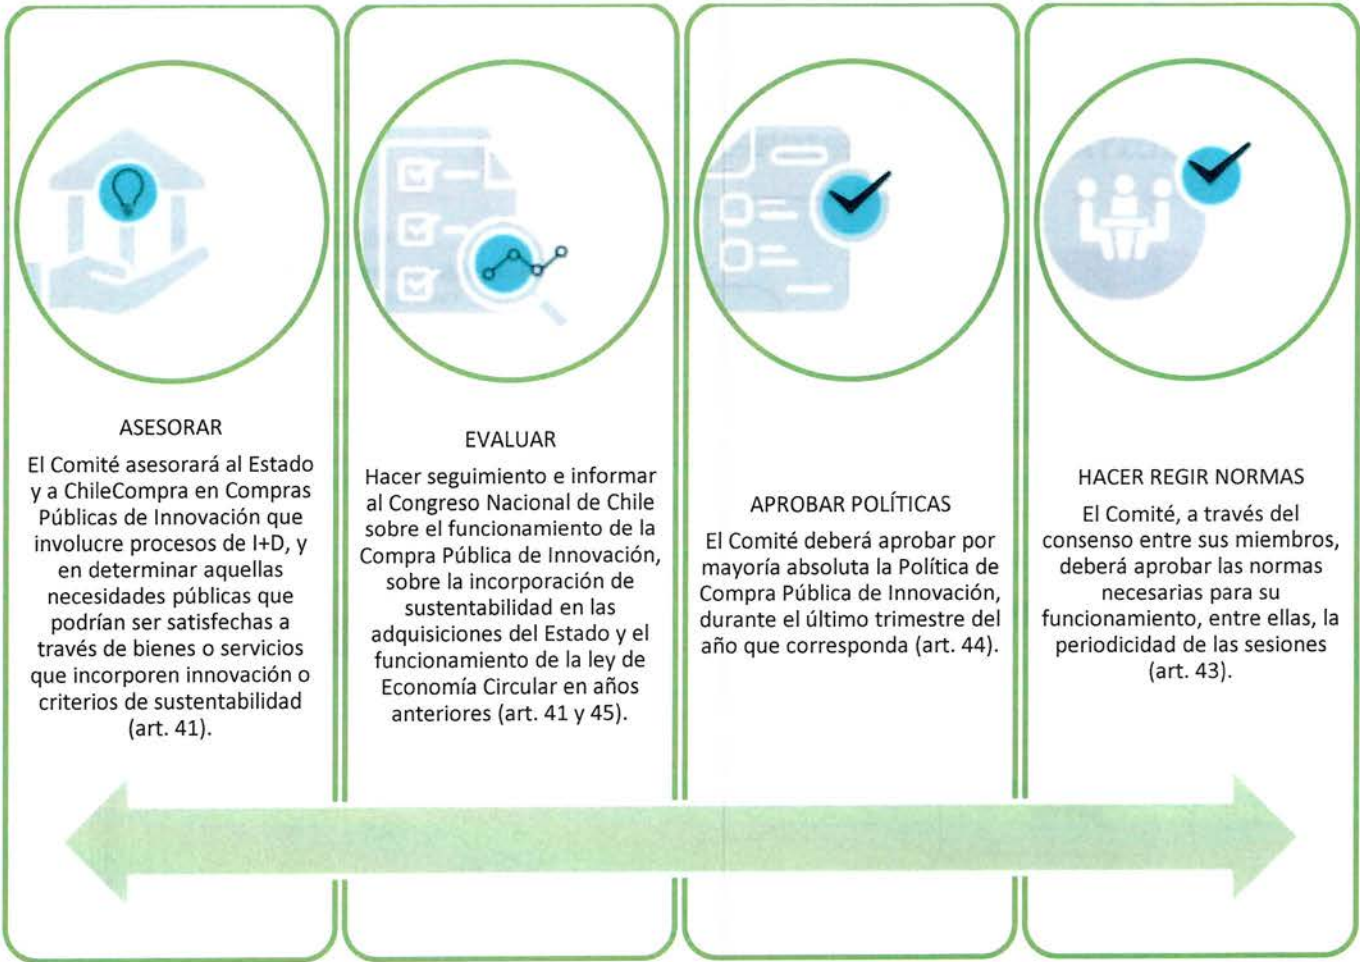 ASESORAR
El Comité asesorará al Estado
y a ChileCompra en Compras
Públicas de Innovación que
involucre procesos de I+D, y
en determinar aquellas
necesidades públicas que
podrían ser satisfechas a
través de bienes o servicios
que incorporen innovación o
criterios de sustentabilidad
(art. 41).
EVALUAR
Hacer seguimiento e informar
al Congreso Nacional de Chile
sobre el funcionamiento de la
Compra Pública de Innovación,
sobre la incorporación de
sustentabilidad en las
adquisiciones del Estado y el
funcionamiento de la ley de
Economía Circular en años
anteriores (art. 41 y 45).
APROBAR POLÍTICAS
El Comité deberá aprobar por
mayoría absoluta la Política de
Compra Pública de Innovación,
durante el último trimestre del
año que corresponda (art. 44).
HACER REGIR NORMAS
El Comité, a través del
consenso entre sus miembros,
deberá aprobar las normas
necesarias para su
funcionamiento, entre ellas, la
periodicidad de las sesiones
(art. 43).